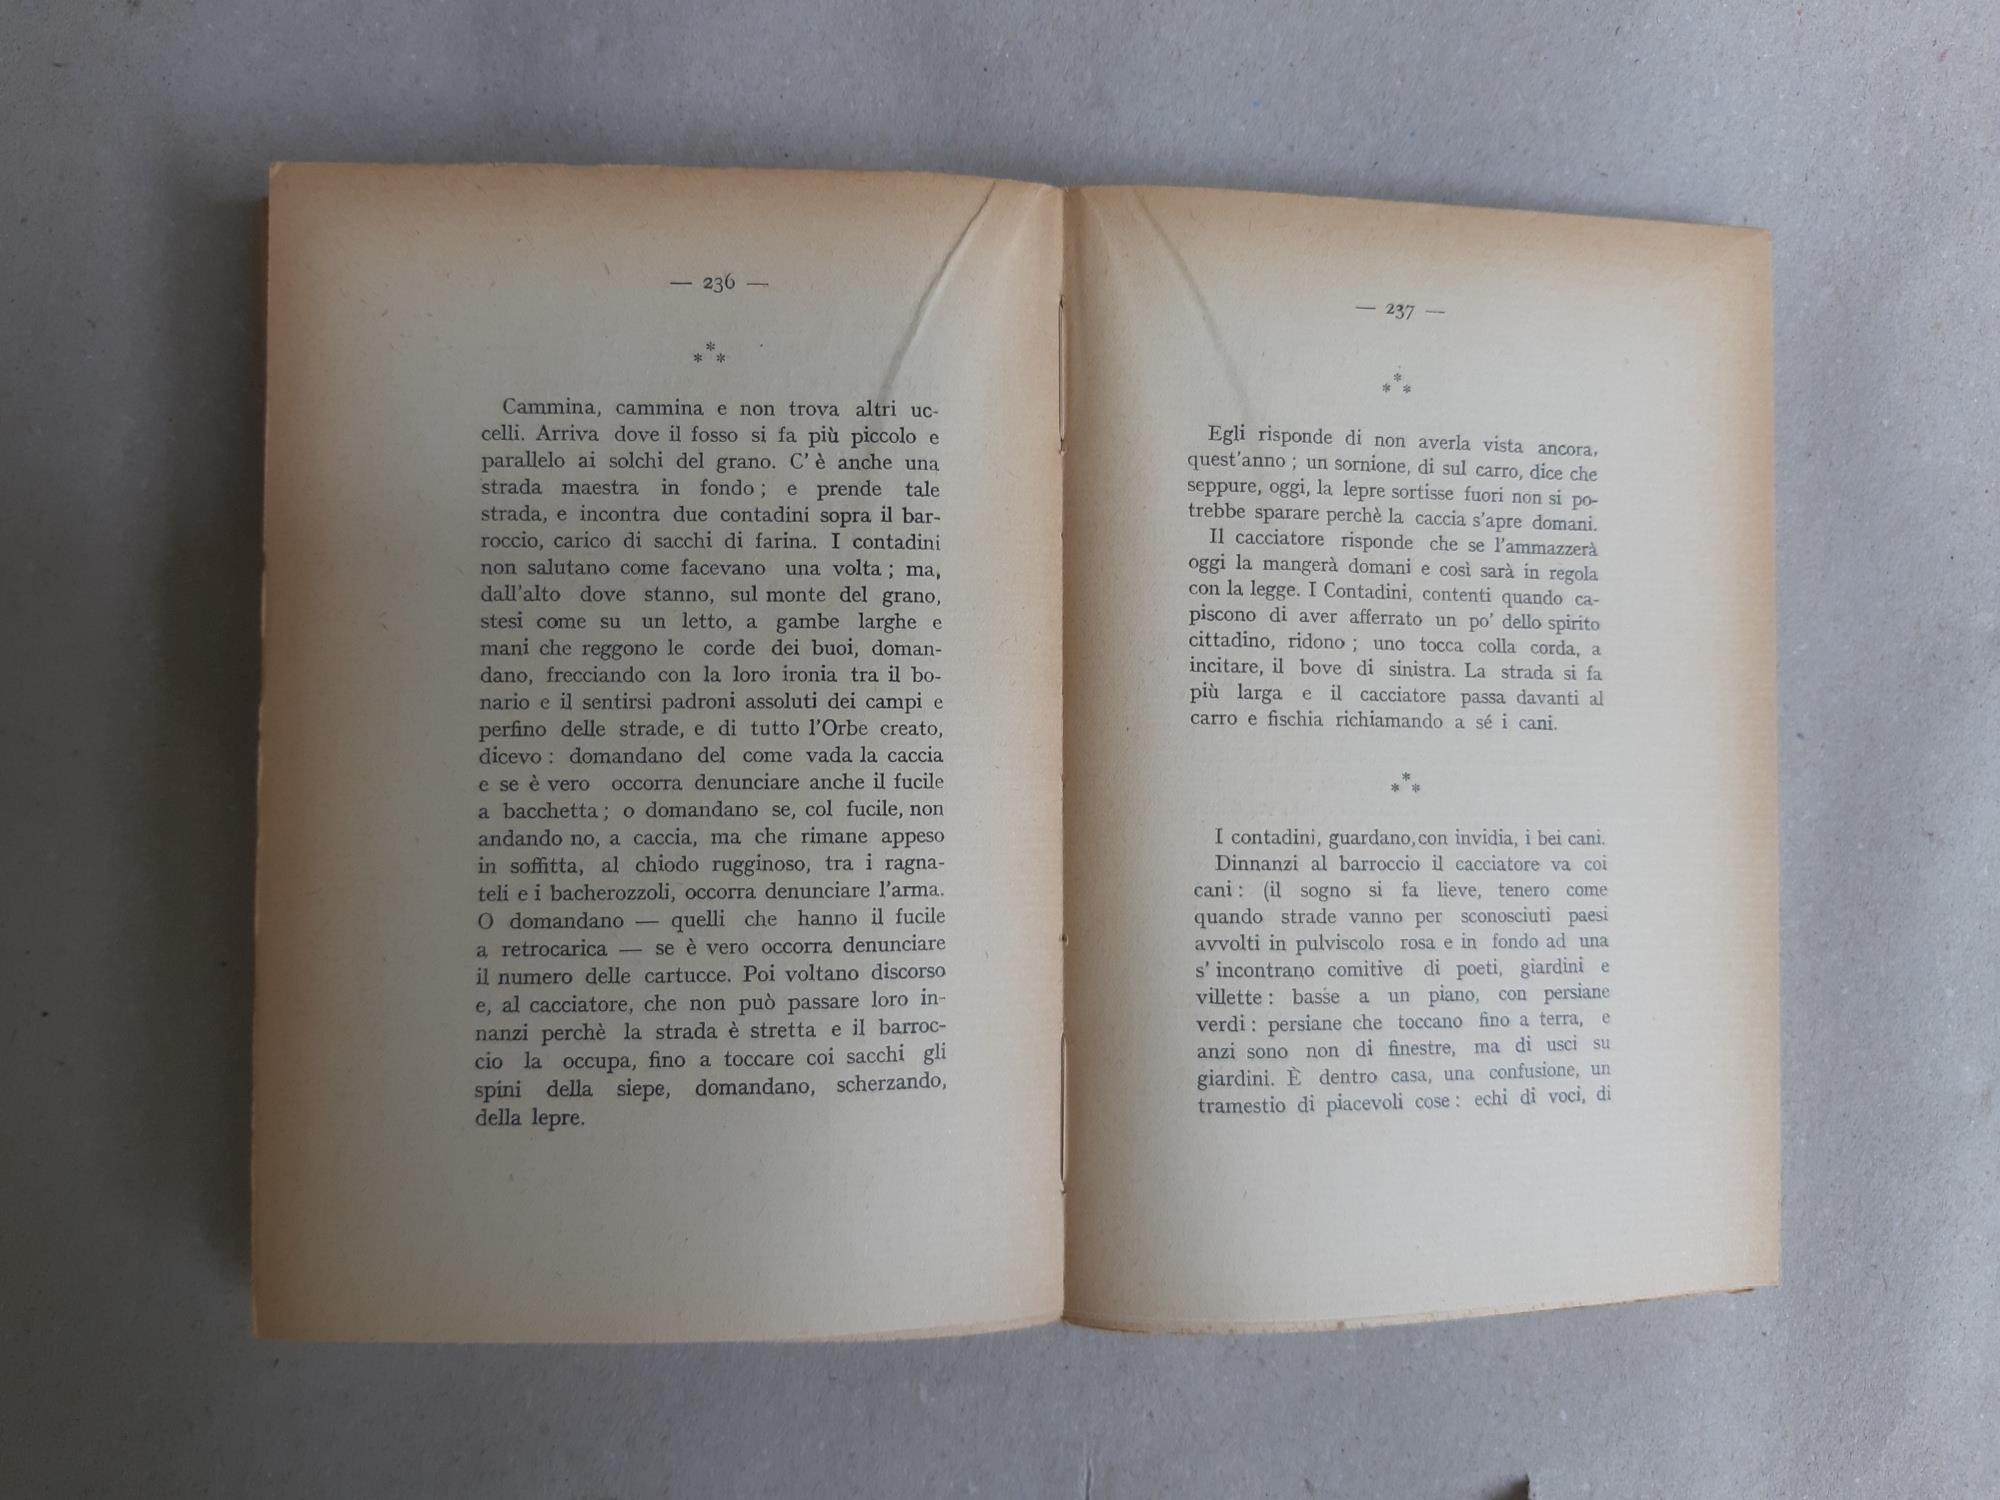 — 236 —
***
Cammina, cammina e non trova altri uc-
celli. Arriva dove il fosso si fa più piccolo e
parallelo ai solchi del grano. C'è anche una
strada maestra in fondo ; e prende tale
strada, e incontra due contadini sopra il bar-
roccio, carico di sacchi di farina. I contadini
non salutano come facevano una volta ; ma,
dall'alto dove stanno, sul monte del grano,
stesi come su un letto, a gambe larghe e
mani che reggono le corde dei buoi, doman-
dano, frecciando con la loro ironia tra il bo-
nario e il sentirsi padroni assoluti dei campi e
perfino delle strade, e di tutto l'Orbe creato,
dicevo : domandano del come vada la caccia
e se è vero occorra denunciare anche il fucile
a bacchetta ; o domandano se, col fucile, non
andando no, a caccia, ma che rimane appeso
in soffitta, al chiodo rugginoso, tra i ragna-
teli e i bacherozzoli, occorra denunciare l'arma.
O domandano — quelli che hanno il fucile
a retrocarica — se è vero occorra denunciare
il numero delle cartucce. Poi voltano discorso
e, al cacciatore, che non può passare loro in-
nanzi perchè la strada è stretta e il barroc-
cio la occupa, fino a toccare coi sacchi gli
spini della siepe, domandano, scherzando,
della lepre.
— 237 —
***
Egli risponde di non averla vista ancora,
quest'anno ; un sornione, di sul carro, dice che
seppure, oggi, la lepre sortisse fuori non si po-
trebbe sparare perchè la caccia s'apre domani.
Il cacciatore risponde che se l'ammazzerà
oggi la mangerà domani e così sarà in regola
con la legge. I Contadini, contenti quando ca-
piscono di aver afferrato un po' dello spirito
cittadino, ridono ; uno tocca colla corda, a
incitare, il bove di sinistra. La strada si fa
più larga e il cacciatore passa davanti al
carro e fischia richiamando a sé i cani.
***
I contadini, guardano, con invidia, i bei cani.
Dinnanzi al barroccio il cacciatore va coi
cani : (il sogno si fa lieve, tenero come
quando strade vanno per sconosciuti paesi
avvolti in pulviscolo rosa e in fondo ad una
s'incontrano comitive di poeti, giardini e
villette : basse a un piano, con persiane
verdi : persiane che toccano fino a terra, e
anzi sono non di finestre, ma di usci su
giardini. È dentro casa, una confusione, un
tramestio di piacevoli cose : echi di voci, di